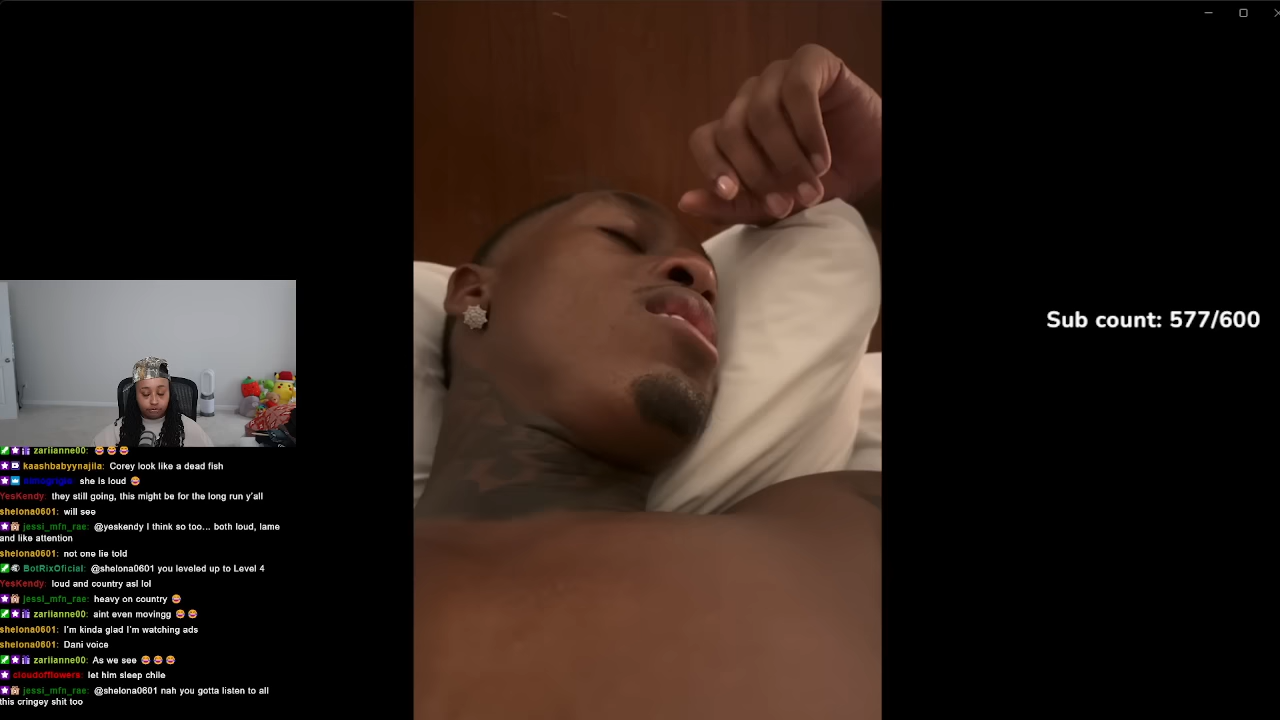 Sub count: 577/600
zariianne00:
kaashbabyynajila: Corey look like a dead fish
she is loud
YesKendy: they still going, this might be for the long run y'all
shelona0601: will see
jessi_mfn_rae: @yeskendy I think so too... both loud, lame
and like attention
shelona0601: not one lie told
BotRixOficial: @shelona0601 you leveled up to Level 4
YesKendy: loud and country asl lol
jessi_mfn_rae: heavy on country
zariianne00: aint even movingg
shelona0601: I'm kinda glad I'm watching ads
shelona0601: Dani voice
zariianne00: As we see
cloudofflowers: let him sleep chile
jessi_mfn_rae: @shelona0601 nah you gotta listen to all
this cringey shit too